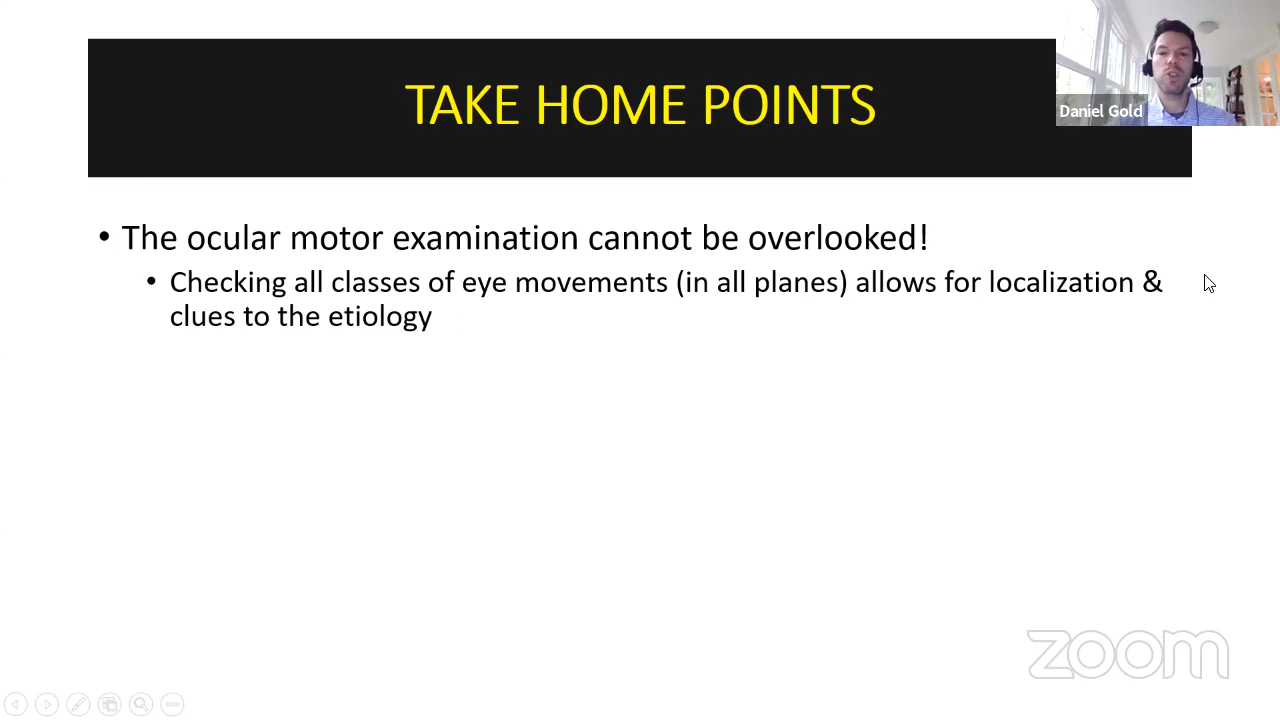 TAKE HOME POINTS
Daniel Gold
• The ocular motor examination cannot be overlooked!
• Checking all classes of eye movements (in all planes) allows for localization &
clues to the etiology
zoom